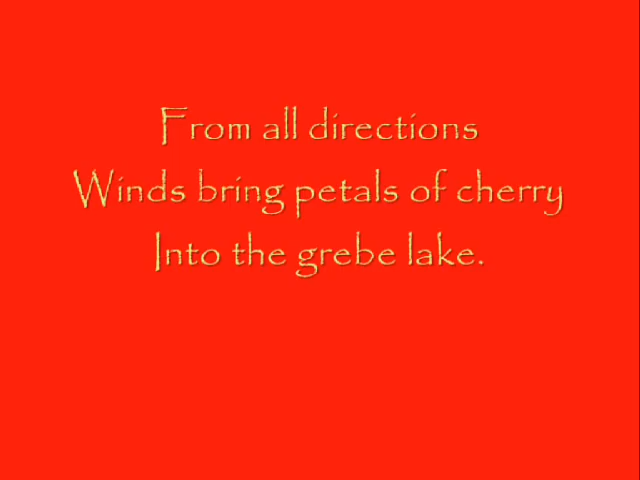 From all directions
Winds bring petals of cherry
Into the grebe lake.